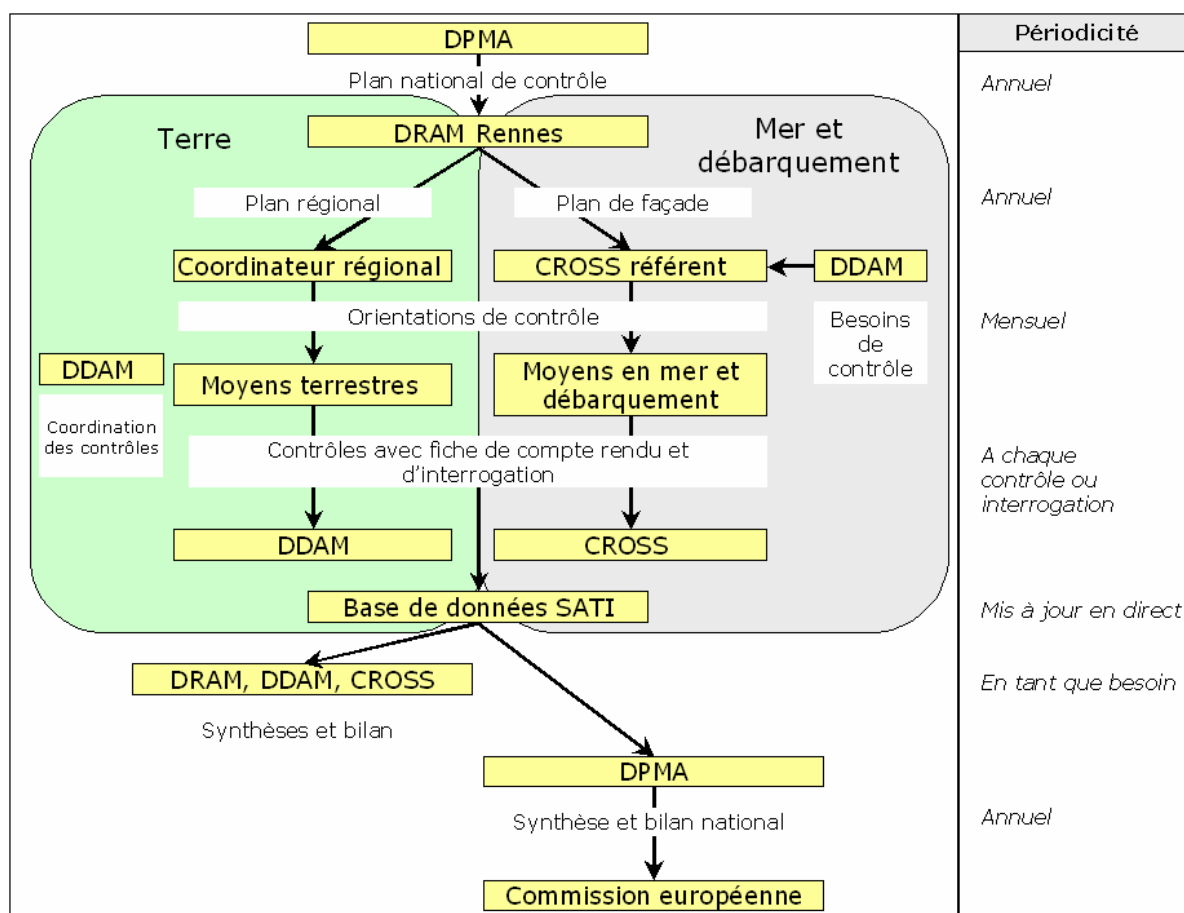 DPMA
Périodicité
Plan national de contrôle
Annuel
Terre
DRAM Rennes
Mer et
débarquement
Plan régional
Plan de façade
Annuel
Coordinateur régional
CROSS référent
DDAM
Orientations de contrôle
Besoins
de
contrôle
Mensuel
DDAM
Moyens terrestres
Moyens en mer et
débarquement
Coordination
des contrôles
Contrôles avec fiche de compte rendu et
d'interrogation
A chaque
contrôle ou
interrogation
DDAM
CROSS
Base de données SATI
Mis à jour en direct
DRAM, DDAM, CROSS
En tant que besoin
Synthèses et bilan
DPMA
Synthèse et bilan national
Annuel
Commission européenne